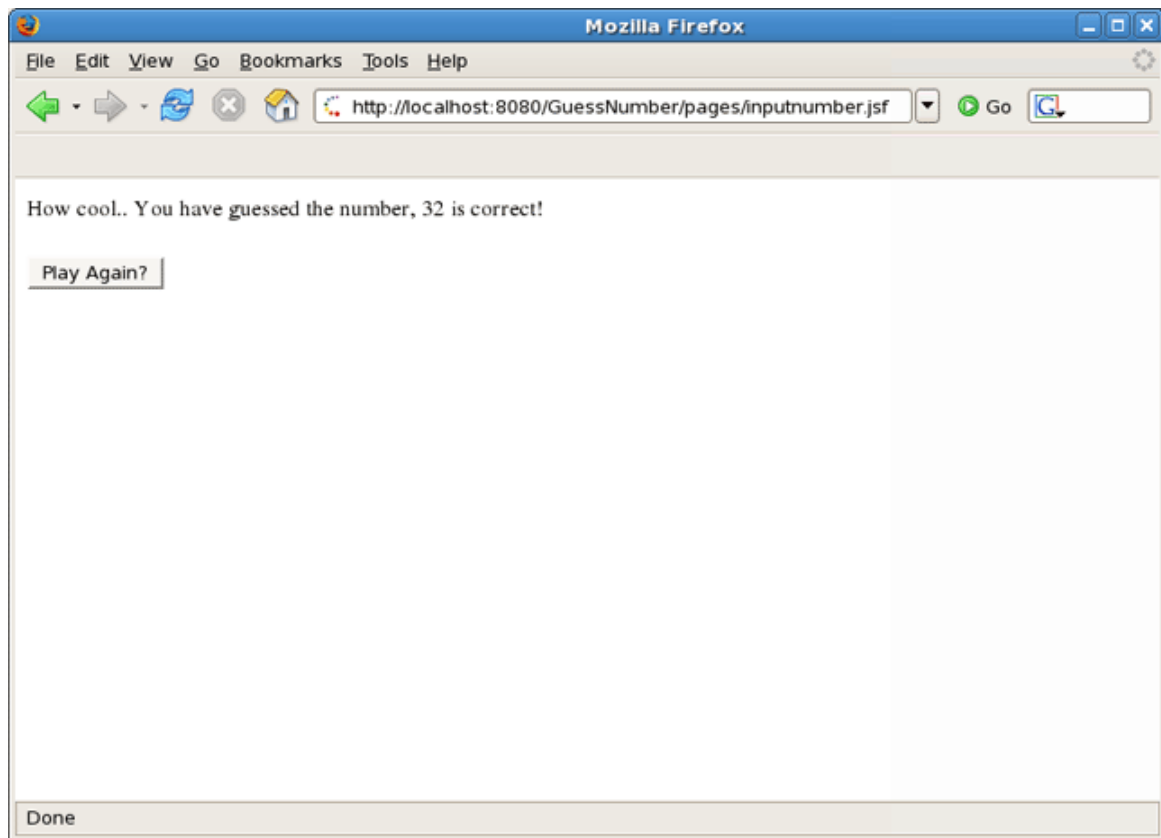 Mozilla Firefox
File Edit View Go Bookmarks Tools Help
http://localhost:8080/GuessNumber/pages/inputnumber.jsf Go G
How cool.. You have guessed the number, 32 is correct!
Play Again?
Done